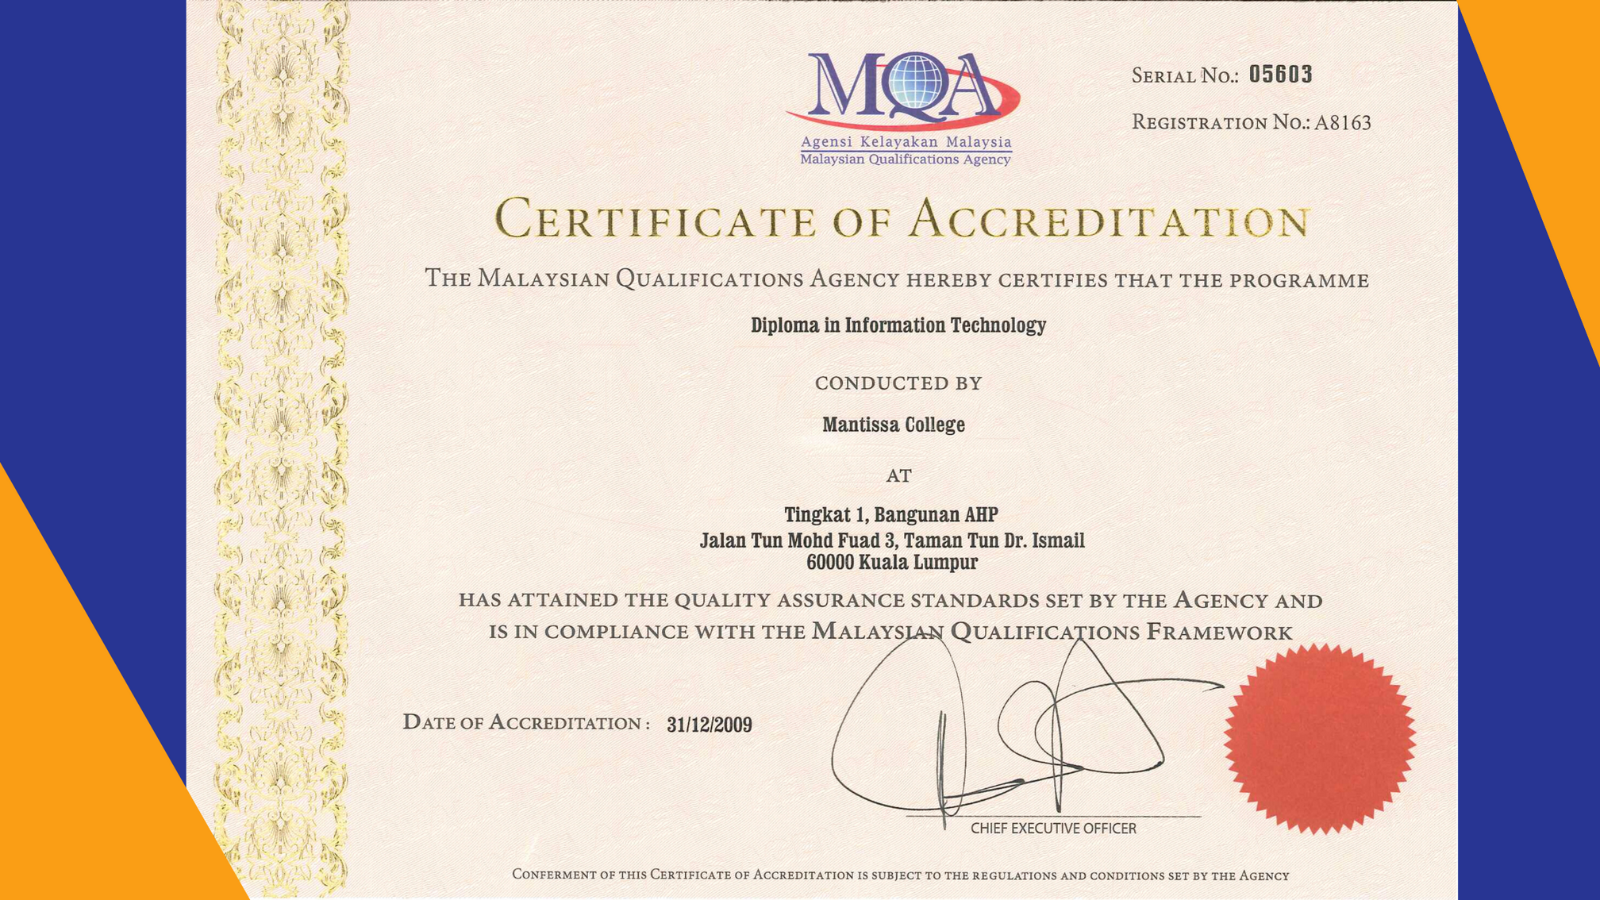 MQA
Agensi Kelayakan Malaysia
Malaysian Qualifications Agency
SERIAL NO.: 05603
REGISTRATION NO.: A8163
CERTIFICATE OF ACCREDITATION
THE MALAYSIAN QUALIFICATIONS AGENCY HEREBY CERTIFIES THAT THE PROGRAMME
Diploma in Information Technology
CONDUCTED BY
Mantissa College
AT
Tingkat 1, Bangunan AHP
Jalan Tun Mohd Fuad 3, Taman Tun Dr. Ismail
60000 Kuala Lumpur
HAS ATTAINED THE QUALITY ASSURANCE STANDARDS SET BY THE AGENCY AND
IS IN COMPLIANCE WITH THE MALAYSIAN QUALIFICATIONS FRAMEWORK
DATE OF ACCREDITATION : 31/12/2009
CHIEF EXECUTIVE OFFICER
CONFERMENT OF THIS CERTIFICATE OF ACCREDITATION IS SUBJECT TO THE REGULATIONS AND CONDITIONS SET BY THE AGENCY